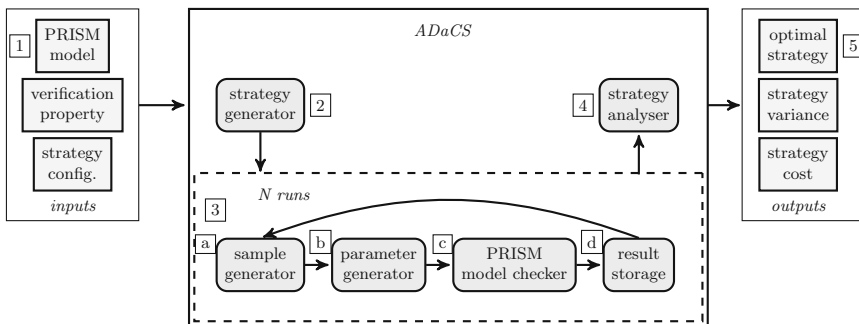 1
PRISM
model
verification
property
strategy
config.
inputs
ADaCS
strategy
generator
2
4
strategy
analyser
N runs
3
a
sample
generator
b
parameter
generator
c
PRISM
model checker
d
result
storage
optimal
strategy
5
strategy
variance
strategy
cost
outputs